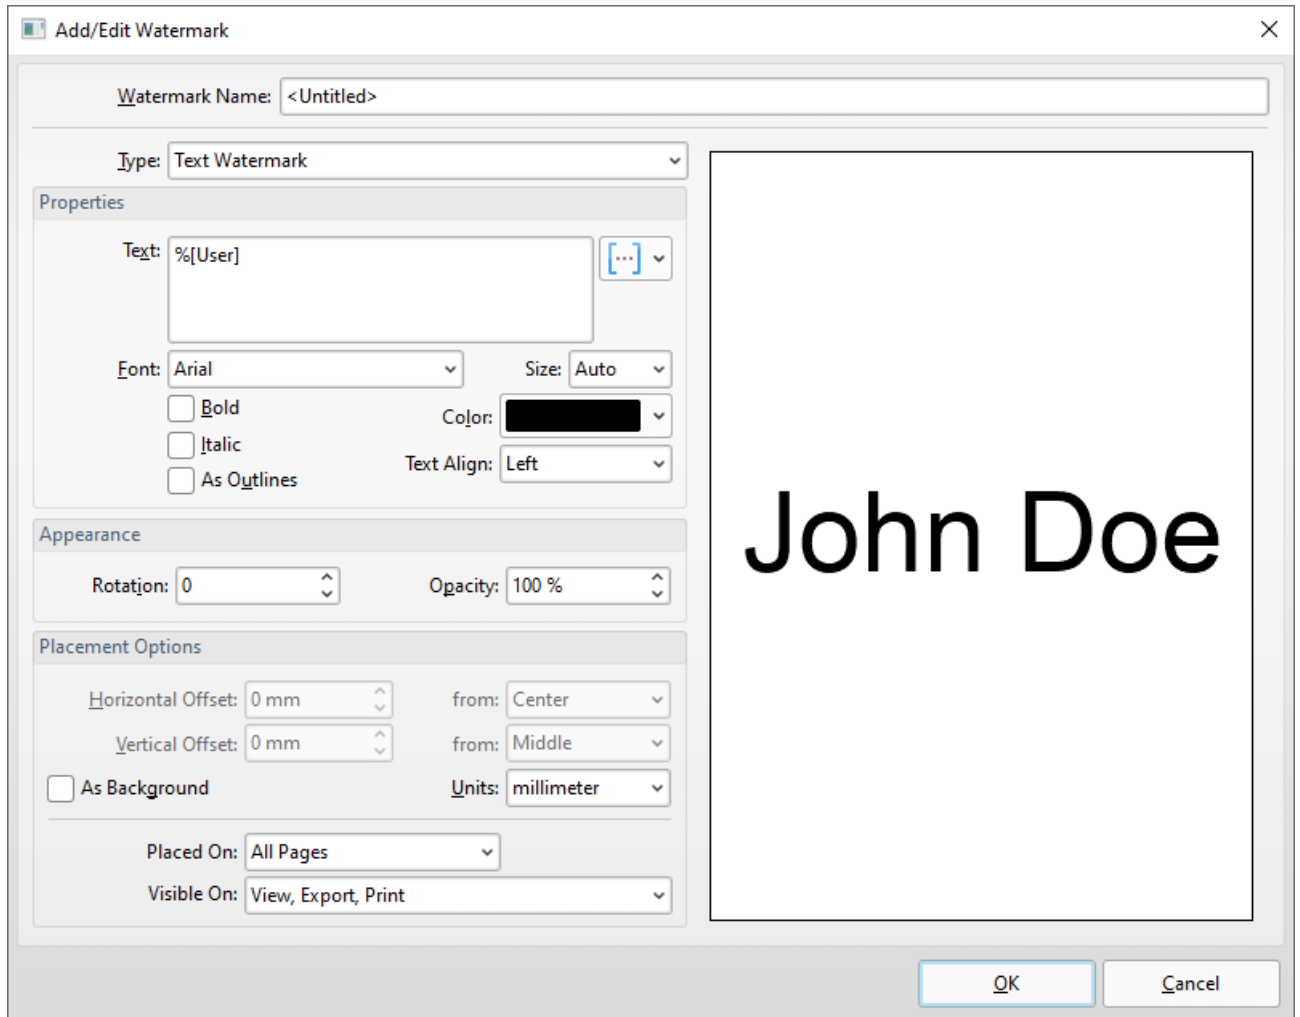 Add/Edit Watermark
Watermark Name: <Untitled>
Type: Text Watermark
Properties
Text: %[User]
Font: Arial Size: Auto
Bold
Color:
Italic
Text Align: Left
As Outlines
Appearance
Rotation: 0 Opacity: 100 %
Placement Options
Horizontal Offset: 0 mm from: Center
Vertical Offset: 0 mm from: Middle
As Background Units: millimeter
Placed On: All Pages
Visible On: View, Export, Print
John Doe
OK Cancel